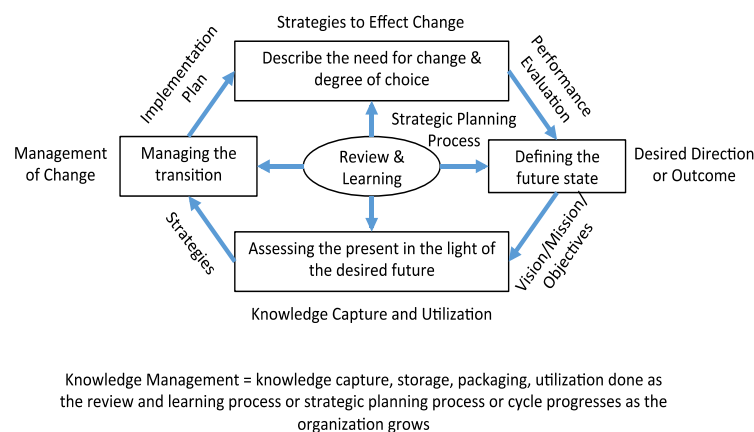 Strategies to Effect Change
Implementation
Plan
Describe the need for change &
degree of choice
Performance
Evaluation
Strategic Planning
Process
Management
of Change
Managing the
transition
Review &
Learning
Defining the
future state
Desired Direction
or Outcome
Strategies
Assessing the present in the light of
the desired future
Vision/Mission/
Objectives
Knowledge Capture and Utilization
Knowledge Management = knowledge capture, storage, packaging, utilization done as
the review and learning process or strategic planning process or cycle progresses as the
organization grows